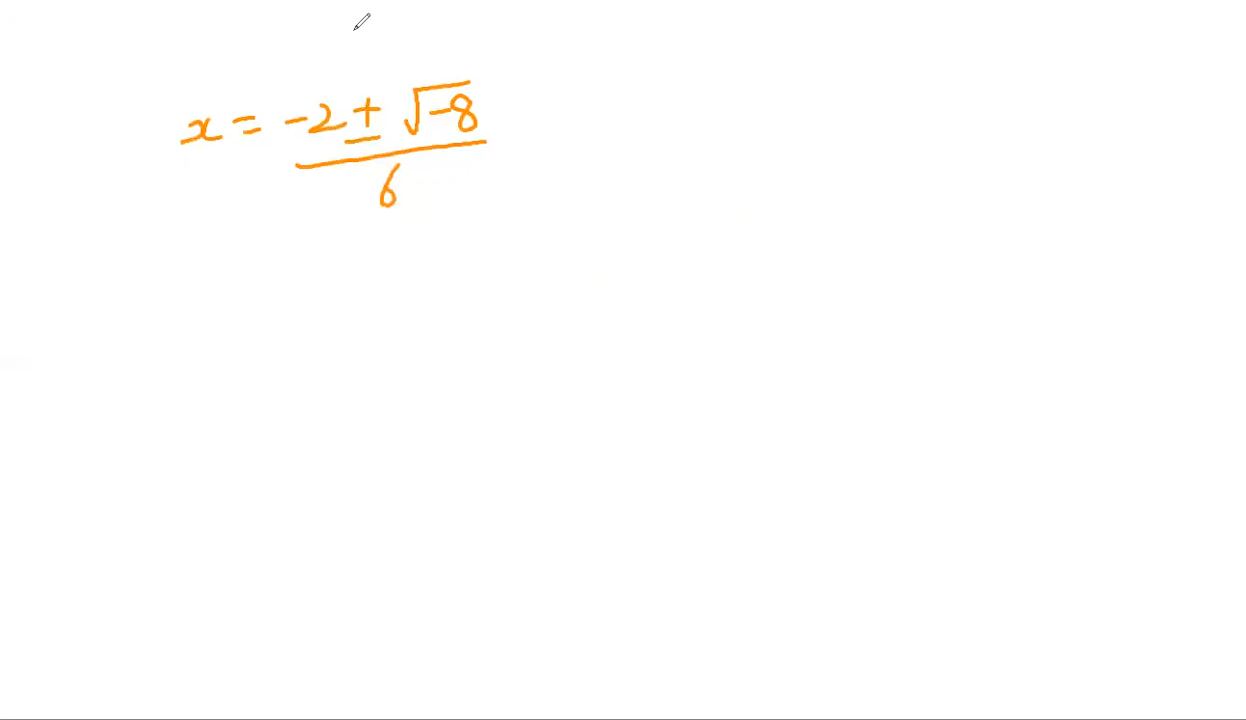 x = -2 ± √-8
6